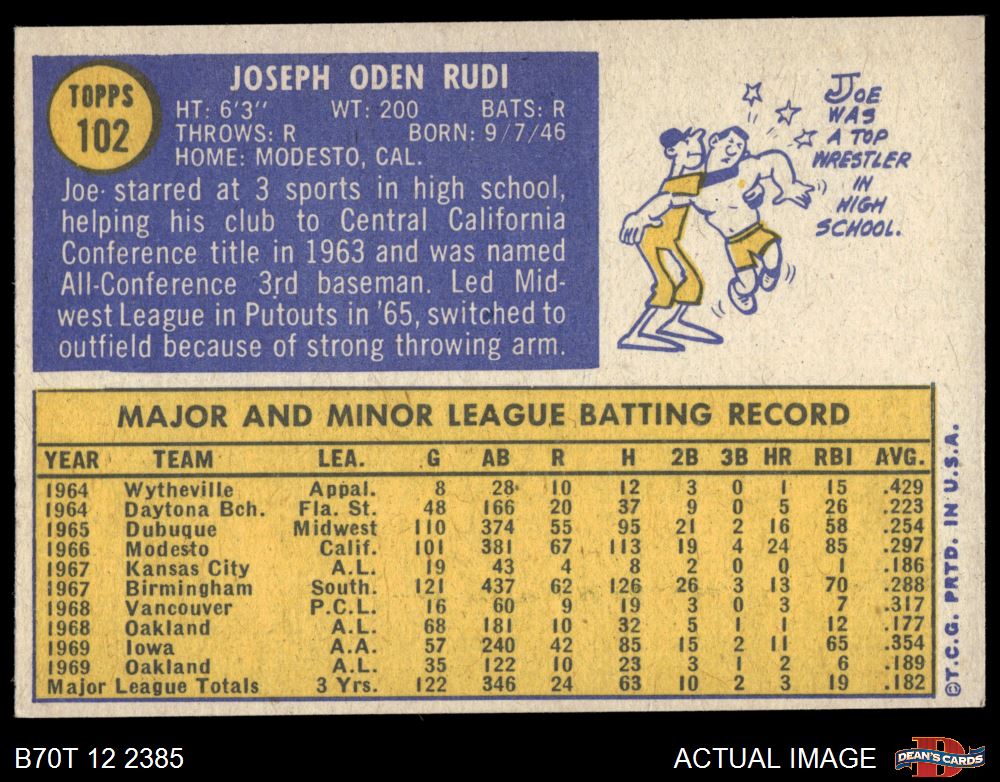 TOPPS
102
JOSEPH ODEN RUDI
HT: 6'3" WT: 200 BATS: R
THROWS: R BORN: 9/7/46
HOME: MODESTO, CAL.
Joe starred at 3 sports in high school,
helping his club to Central California
Conference title in 1963 and was named
All-Conference 3rd baseman. Led Mid-
west League in Putouts in '65, switched to
outfield because of strong throwing arm.
JOE
WAS
A TOP
WRESTLER
IN
HIGH
SCHOOL.
MAJOR AND MINOR LEAGUE BATTING RECORD
YEAR TEAM LEA. G AB R H 2B 3B HR RBI AVG.
1964 Wytheville Appal. 8 28 10 12 3 0 1 15 .429
1964 Daytona Bch. Fla. St. 48 166 20 37 9 0 5 26 .223
1965 Dubuque Midwest 110 374 55 95 21 2 16 58 .254
1966 Modesto Calif. 101 381 67 113 19 4 24 85 .297
1967 Kansas City A.L. 19 43 4 8 2 0 0 1 .186
1967 Birmingham South. 121 437 62 126 26 3 13 70 .288
1968 Vancouver P.C.L. 16 60 9 19 3 0 3 7 .317
1968 Oakland A.L. 68 181 10 32 5 1 1 12 .177
1969 Iowa A.A. 57 240 42 85 15 2 11 65 .354
1969 Oakland A.L. 35 122 10 23 3 1 2 6 .189
Major League Totals 3 Yrs. 122 346 24 63 10 2 3 19 .182
©T.C.G. PRTD. IN U.S.A.
B70T 12 2385
ACTUAL IMAGE
D
DEAN'S CARDS